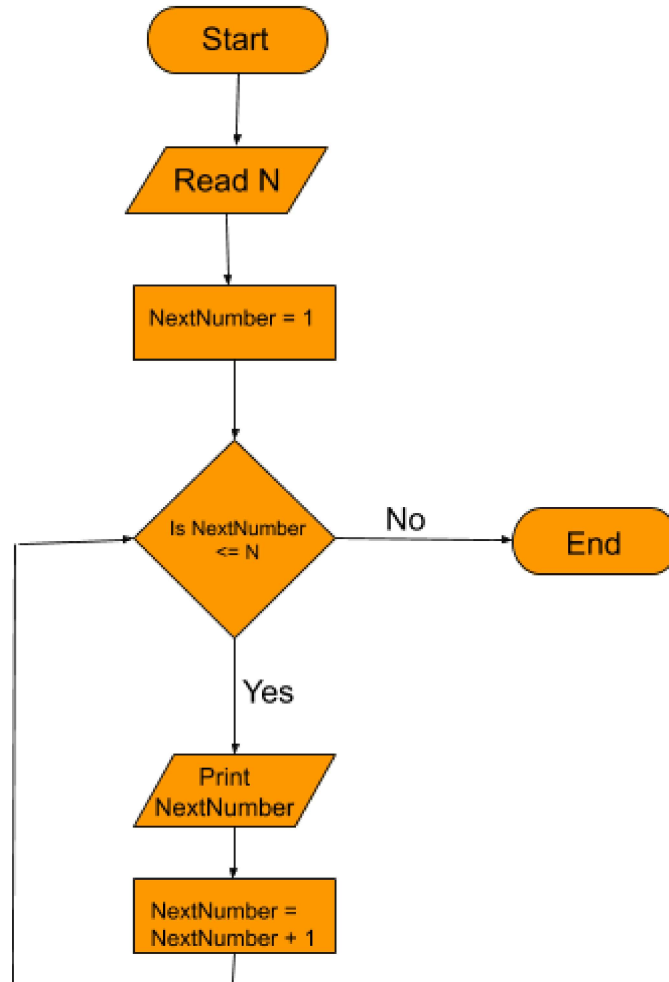 Start
Read N
NextNumber = 1
Is NextNumber
<= N
No
End
Yes
Print
NextNumber
NextNumber =
NextNumber + 1